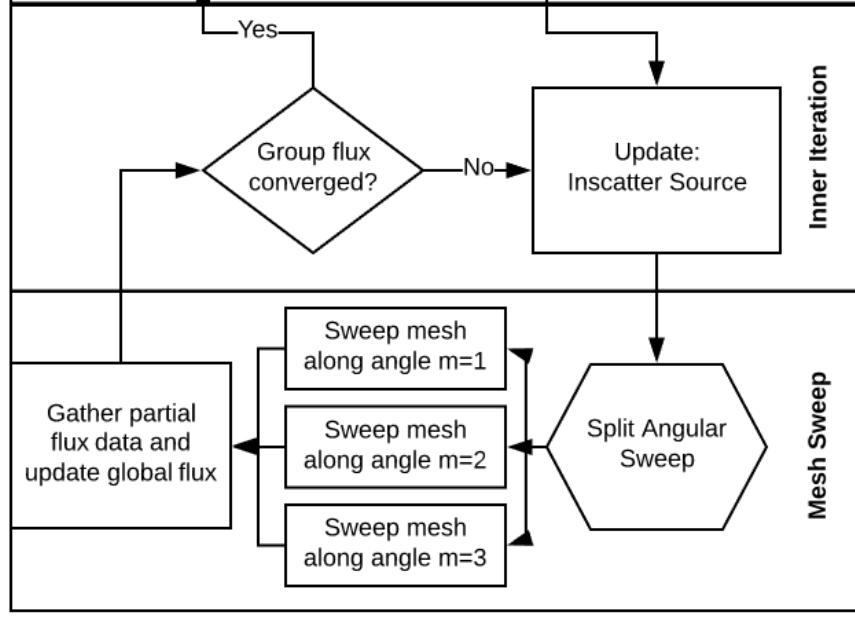 Yes
Group flux
converged?
No
Update:
Inscatter Source
Inner Iteration
Sweep mesh
along angle m=1
Sweep mesh
along angle m=2
Sweep mesh
along angle m=3
Gather partial
flux data and
update global flux
Split Angular
Sweep
Mesh Sweep